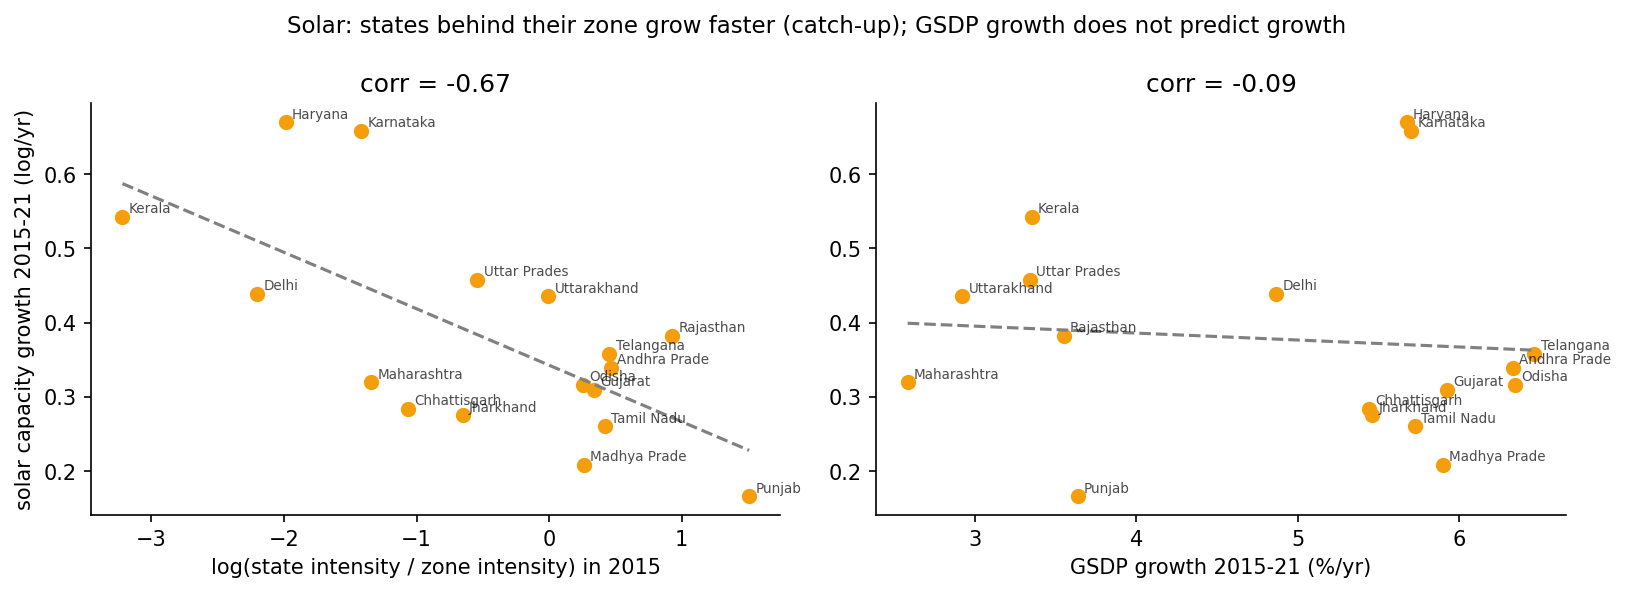 Solar: states behind their zone grow faster (catch-up); GSDP growth does not predict growth
corr = -0.67
solar capacity growth 2015-21 (log/yr)
0.6
0.5
0.4
0.3
0.2
Haryana
Karnataka
Kerala
Uttar Prades
Delhi
Uttarakhand
Rajasthan
Telangana
Andhra Prade
Maharashtra
Odisha
Gujarat
Chhattisgarh
Jharkhand
Tamil Nadu
Madhya Prade
Punjab
−3
−2
−1
0
1
log(state intensity / zone intensity) in 2015
corr = -0.09
0.6
0.5
0.4
0.3
0.2
Haryana
Karnataka
Kerala
Uttar Prades
Uttarakhand
Delhi
Rajasthan
Telangana
Andhra Prade
Maharashtra
Odisha
Gujarat
Chhattisgarh
Jharkhand
Tamil Nadu
Madhya Prade
Punjab
3
4
5
6
GSDP growth 2015-21 (%/yr)